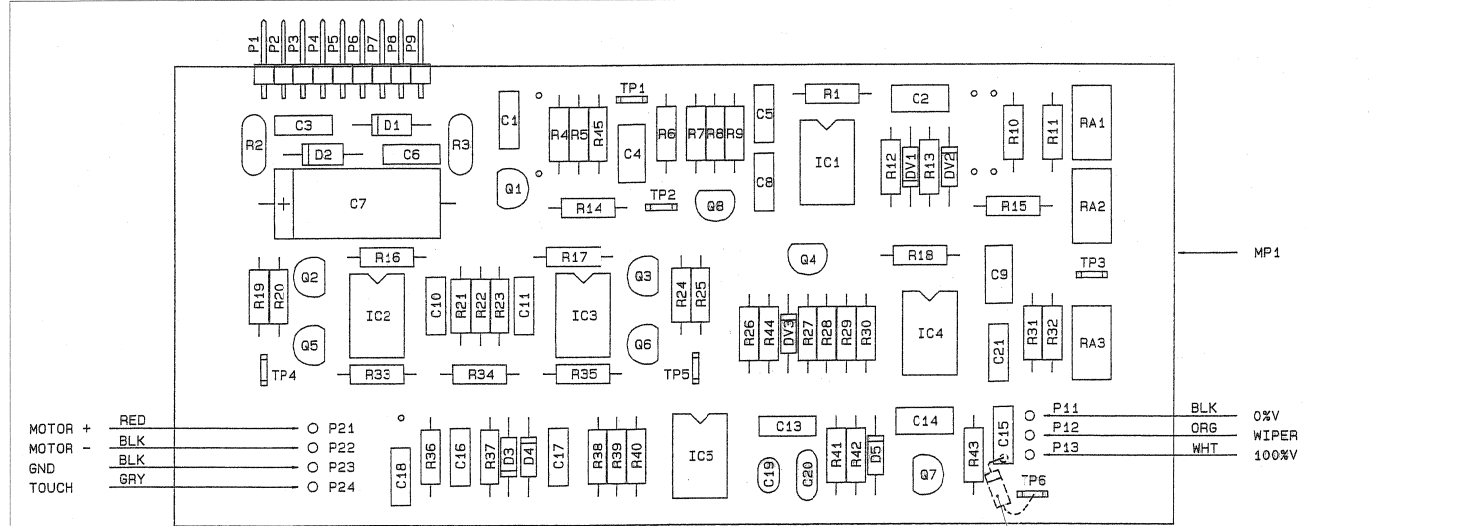 P1 P2 P3 P4 P5 P6 P7 P8 P9
R2 C3 D1 D2 C6 R3 C1 R4 R5 R45 TP1 C4 R6 R7 R8 R9 C5 R1 C2 R10 R11 RA1
C7 + Q1 R14 TP2 Q8 C8 IC1 R12 DV1 R13 DV2 R15 RA2
MP1
R16 R17 Q4 R18 C9 TP3
R19 R20 Q2 IC2 C10 R21 R22 R23 C11 IC3 Q3 R24 R25
Q5 Q6 R26 R44 DV3 R27 R28 R29 R30 IC4 C21 R31 R32 RA3
TP4 R33 R34 R35 TP5
MOTOR + RED P21
MOTOR - BLK P22
GND BLK P23
TOUCH GRY P24
C18 R36 C16 R37 D3 D4 C17 R38 R39 R40 IC5 C13 C19 C20 R41 R42 D5 C14 Q7 R43 C15 TP6
P11 BLK 0%V
P12 ORG WIPER
P13 WHT 100%V